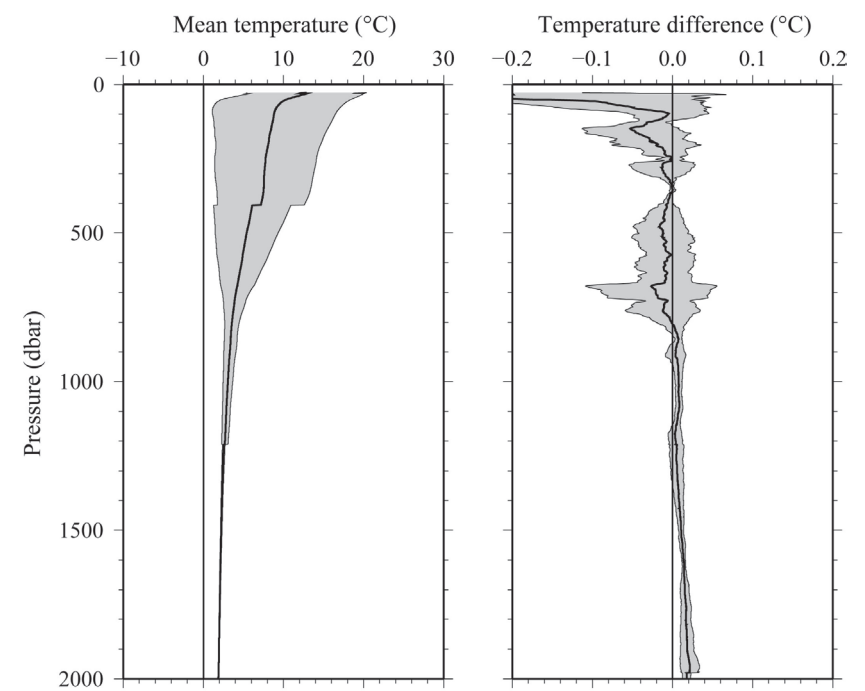 Mean temperature (°C)
Temperature difference (°C)
−10 0 10 20 30
−0.2 −0.1 0.0 0.1 0.2
0
500
1000
1500
2000
Pressure (dbar)